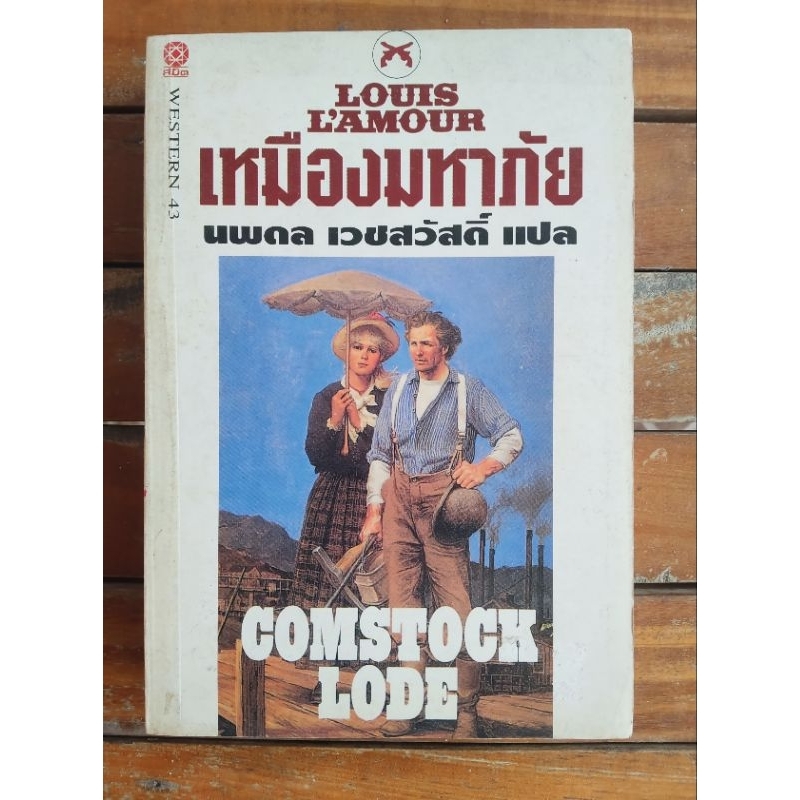 LOUIS
L'AMOUR
เหมืองมหาภัย
นพดล เวชสวัสดิ์ แปล
WESTERN 43
COMSTOCK
LODE